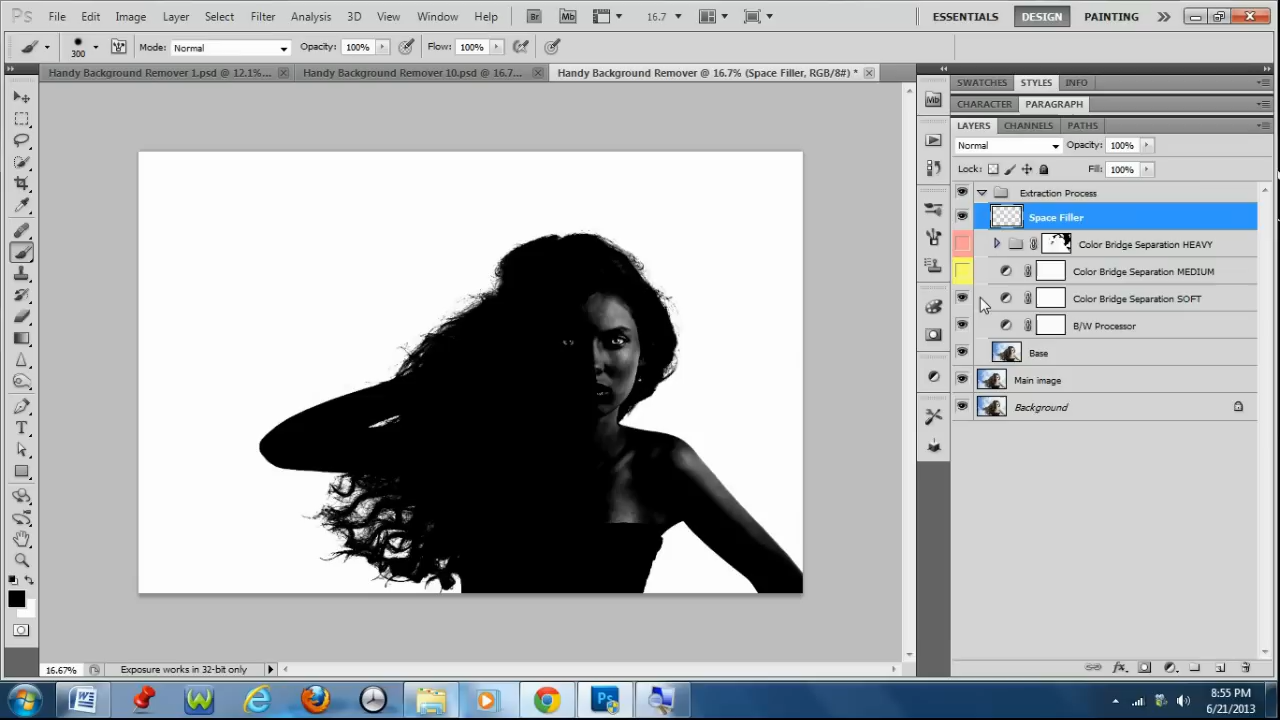 Ps File Edit Image Layer Select Filter Analysis 3D View Window Help Br Mb 16.7 ESSENTIALS DESIGN PAINTING
300 Mode: Normal Opacity: 100% Flow: 100%
Handy Background Remover 1.psd @ 12.1%... Handy Background Remover 10.psd @ 16.7... Handy Background Remover @ 16.7% (Space Filler, RGB/8#) *
SWATCHES STYLES INFO
Mb
CHARACTER PARAGRAPH
LAYERS CHANNELS PATHS
Normal Opacity: 100%
Lock: Fill: 100%
Extraction Process
Space Filler
Color Bridge Separation HEAVY
Color Bridge Separation MEDIUM
Color Bridge Separation SOFT
B/W Processor
Base
Main image
Background
T
16.67% Exposure works in 32-bit only
fx
W Ps
8:55 PM
6/21/2013